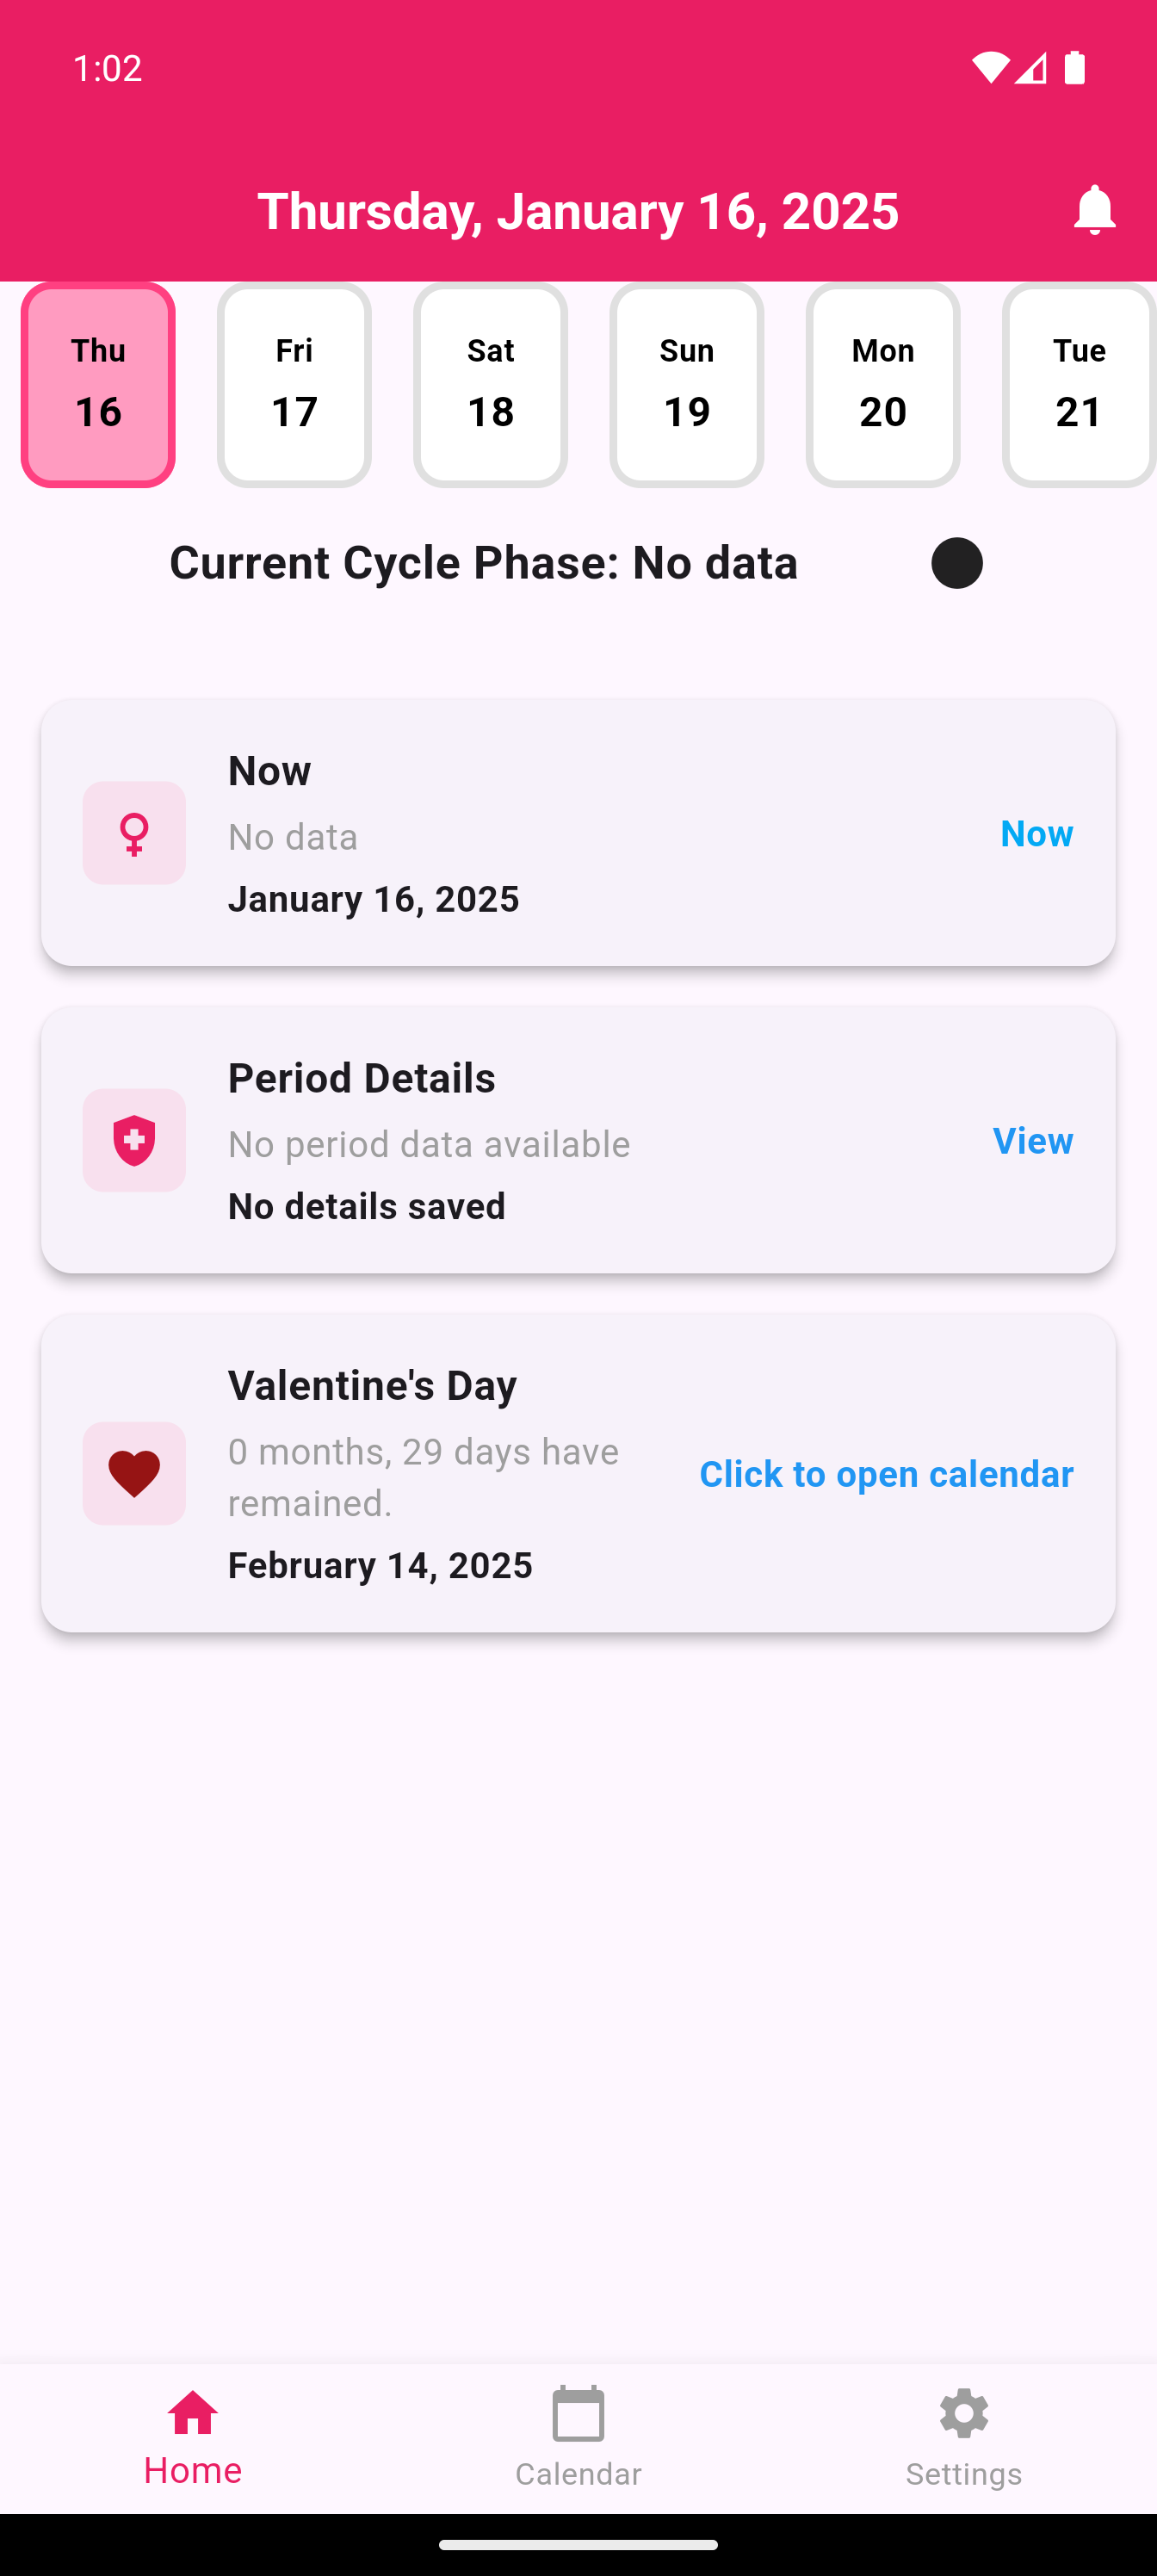 1:02
Thursday, January 16, 2025
Thu Fri Sat Sun Mon Tue
16 17 18 19 20 21
Current Cycle Phase: No data
Now
No data
Now
January 16, 2025
Period Details
No period data available
View
No details saved
Valentine's Day
0 months, 29 days have
remained.
Click to open calendar
February 14, 2025
Home
Calendar
Settings